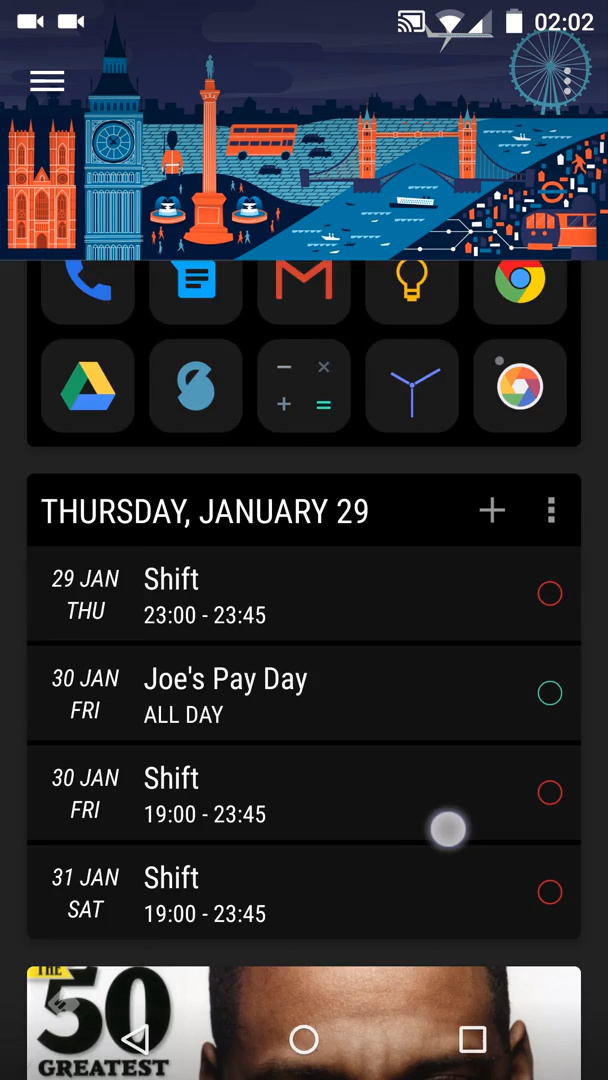 02:02
− ×
+ =
THURSDAY, JANUARY 29 +
29 JAN Shift
THU 23:00 - 23:45
30 JAN Joe's Pay Day
FRI ALL DAY
30 JAN Shift
FRI 19:00 - 23:45
31 JAN Shift
SAT 19:00 - 23:45
THE
50
GREATEST